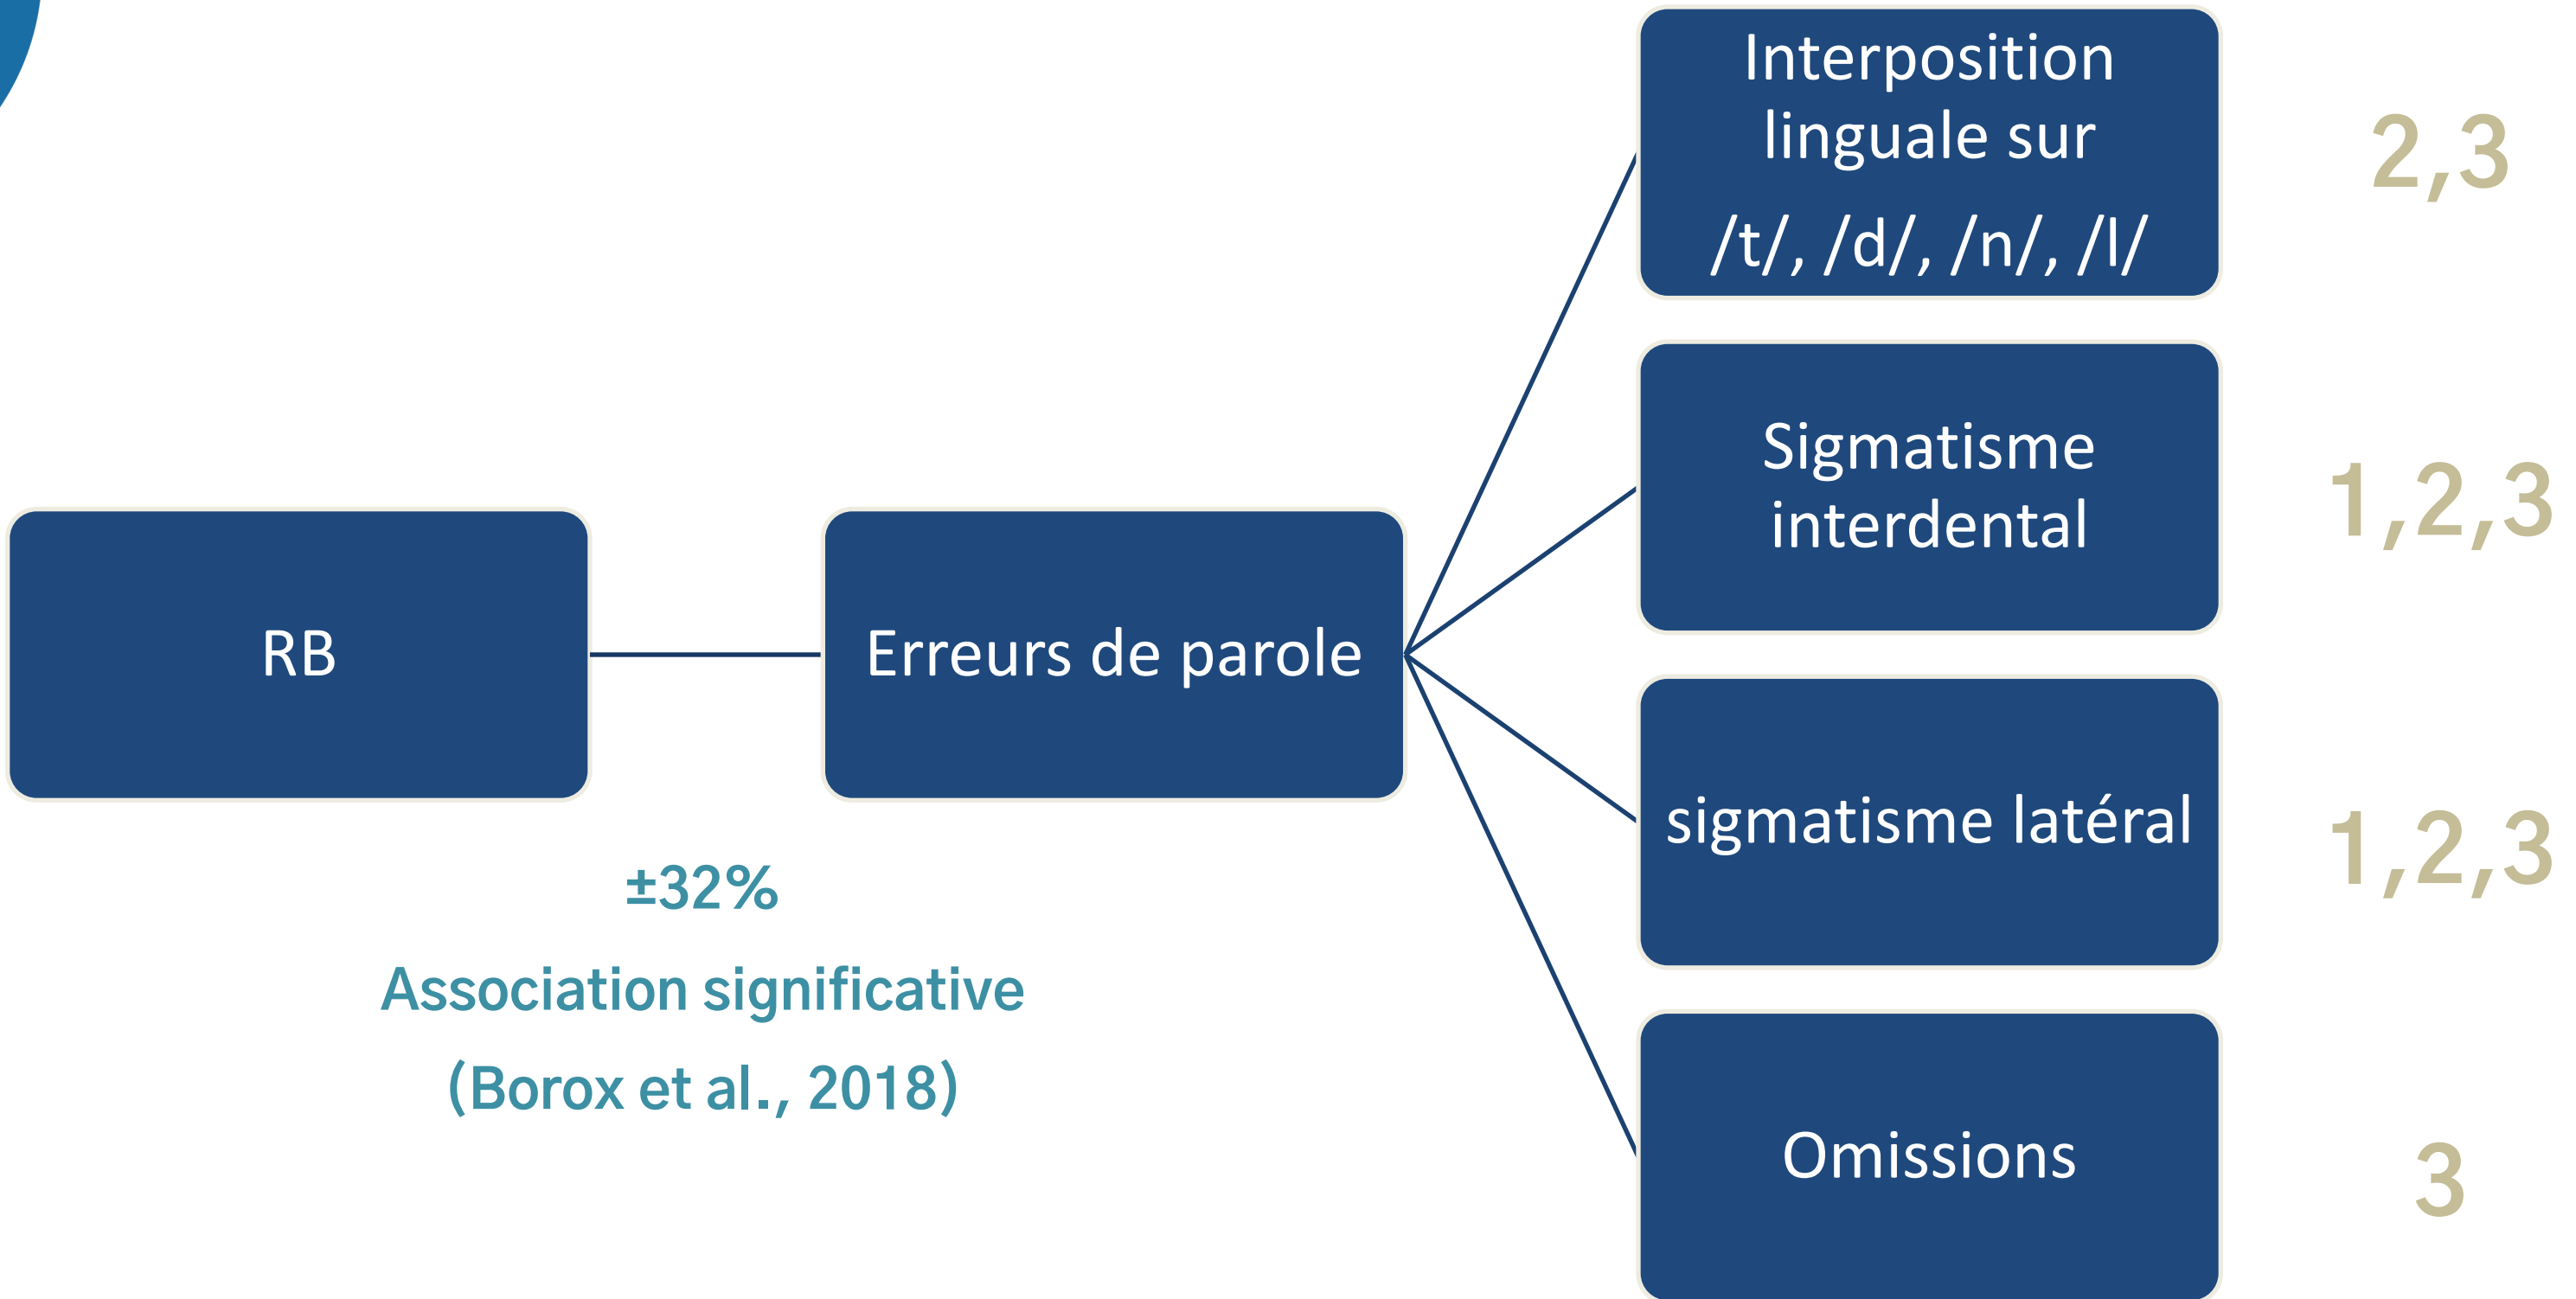 RB
Erreurs de parole
±32%
Association significative
(Borox et al., 2018)
Interposition
linguale sur
/t/, /d/, /n/, /l/
2,3
Sigmatisme
interdental
1,2,3
sigmatisme latéral
1,2,3
Omissions
3